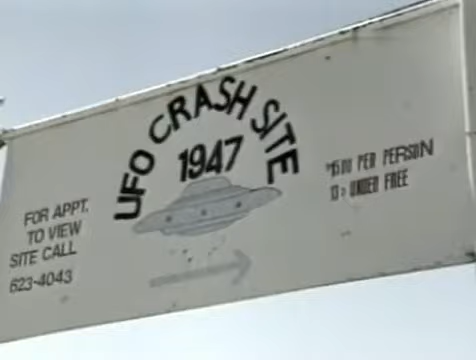 UFO CRASH SITE
1947
FOR APPT.
TO VIEW
SITE CALL
623-4043
PER PERSON
UNDER FREE